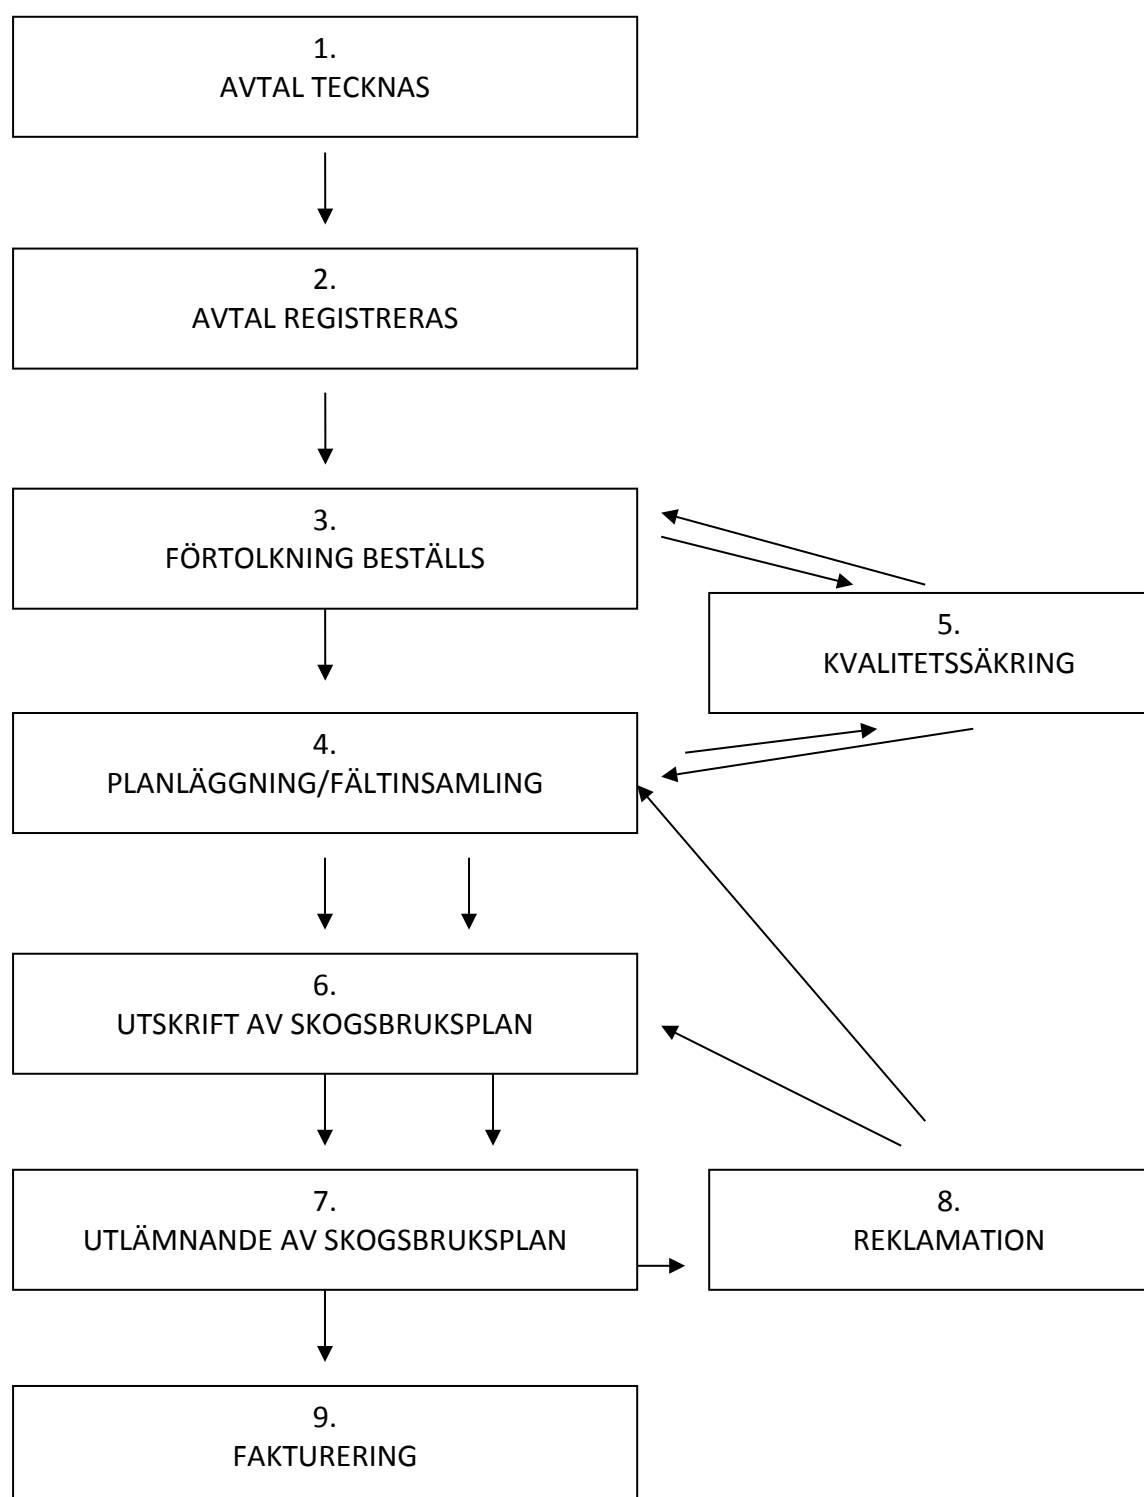 1.
AVTAL TECKNAS
2.
AVTAL REGISTRERAS
3.
FÖRTOLKNING BESTÄLLS
5.
KVALITETSSÄKRING
4.
PLANLÄGGNING/FÄLTINSAMLING
6.
UTSKRIFT AV SKOGSBRUKSPLAN
7.
UTLÄMNANDE AV SKOGSBRUKSPLAN
8.
REKLAMATION
9.
FAKTURERING